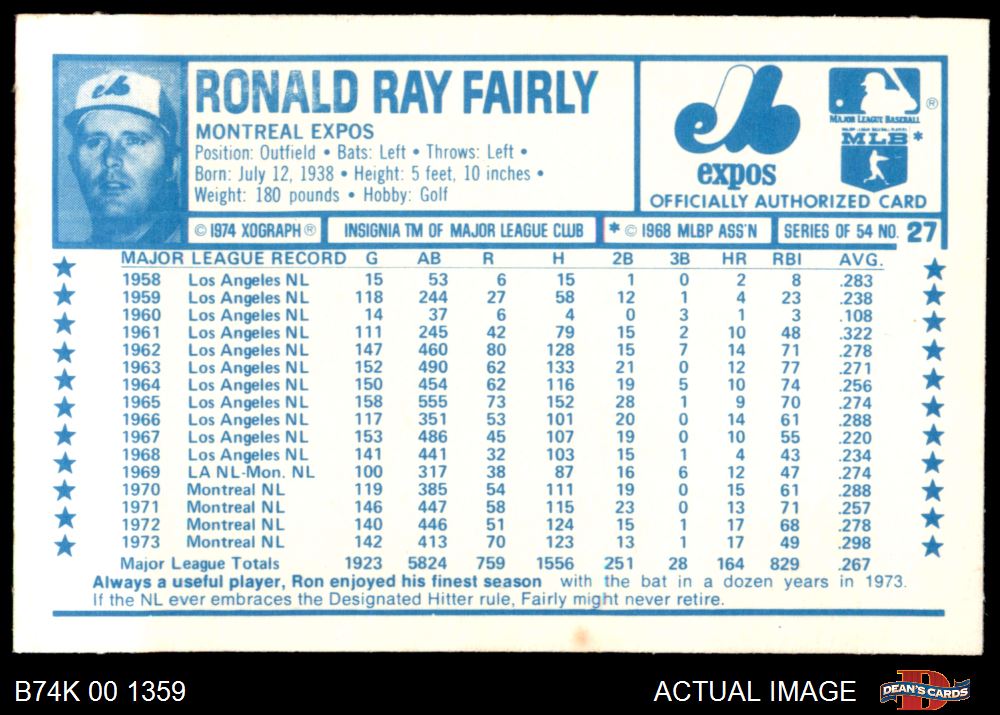 RONALD RAY FAIRLY
MONTREAL EXPOS
Position: Outfield • Bats: Left • Throws: Left •
Born: July 12, 1938 • Height: 5 feet, 10 inches •
Weight: 180 pounds • Hobby: Golf
expos
®
MAJOR LEAGUE BASEBALL
MLB*
OFFICIALLY AUTHORIZED CARD
© 1974 XOGRAPH® INSIGNIA TM OF MAJOR LEAGUE CLUB * © 1968 MLBP ASS'N SERIES OF 54 NO. 27
MAJOR LEAGUE RECORD G AB R H 2B 3B HR RBI AVG.
1958 Los Angeles NL 15 53 6 15 1 0 2 8 .283
1959 Los Angeles NL 118 244 27 58 12 1 4 23 .238
1960 Los Angeles NL 14 37 6 4 0 3 1 3 .108
1961 Los Angeles NL 111 245 42 79 15 2 10 48 .322
1962 Los Angeles NL 147 460 80 128 15 7 14 71 .278
1963 Los Angeles NL 152 490 62 133 21 0 12 77 .271
1964 Los Angeles NL 150 454 62 116 19 5 10 74 .256
1965 Los Angeles NL 158 555 73 152 28 1 9 70 .274
1966 Los Angeles NL 117 351 53 101 20 0 14 61 .288
1967 Los Angeles NL 153 486 45 107 19 0 10 55 .220
1968 Los Angeles NL 141 441 32 103 15 1 4 43 .234
1969 LA NL-Mon. NL 100 317 38 87 16 6 12 47 .274
1970 Montreal NL 119 385 54 111 19 0 15 61 .288
1971 Montreal NL 146 447 58 115 23 0 13 71 .257
1972 Montreal NL 140 446 51 124 15 1 17 68 .278
1973 Montreal NL 142 413 70 123 13 1 17 49 .298
Major League Totals 1923 5824 759 1556 251 28 164 829 .267
Always a useful player, Ron enjoyed his finest season with the bat in a dozen years in 1973.
If the NL ever embraces the Designated Hitter rule, Fairly might never retire.
B74K 00 1359
ACTUAL IMAGE
DEAN'S CARDS